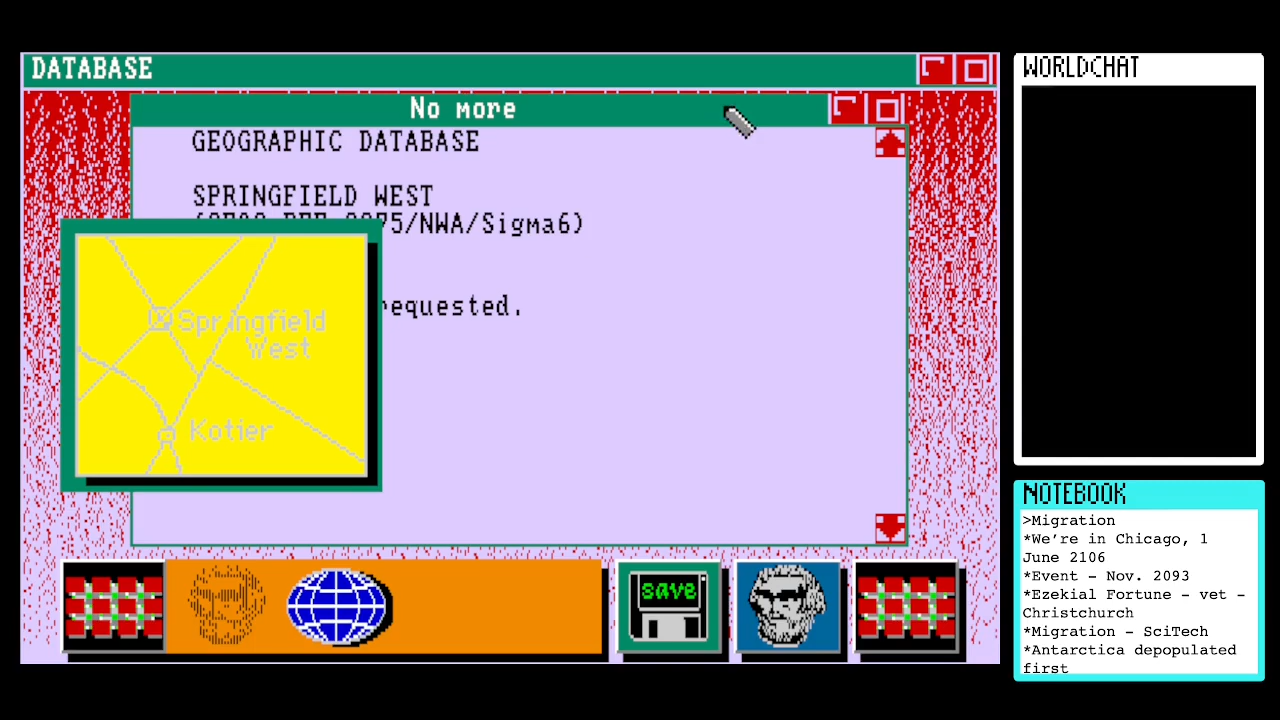 DATABASE
No more
GEOGRAPHIC DATABASE
SPRINGFIELD WEST
75/NWA/Sigma6)
requested.
Springfield
West
Kotier
save
WORLDCHAT
NOTEBOOK
>Migration
*We're in Chicago, 1
June 2106
*Event - Nov. 2093
*Ezekial Fortune - vet -
Christchurch
*Migration - SciTech
*Antarctica depopulated
first